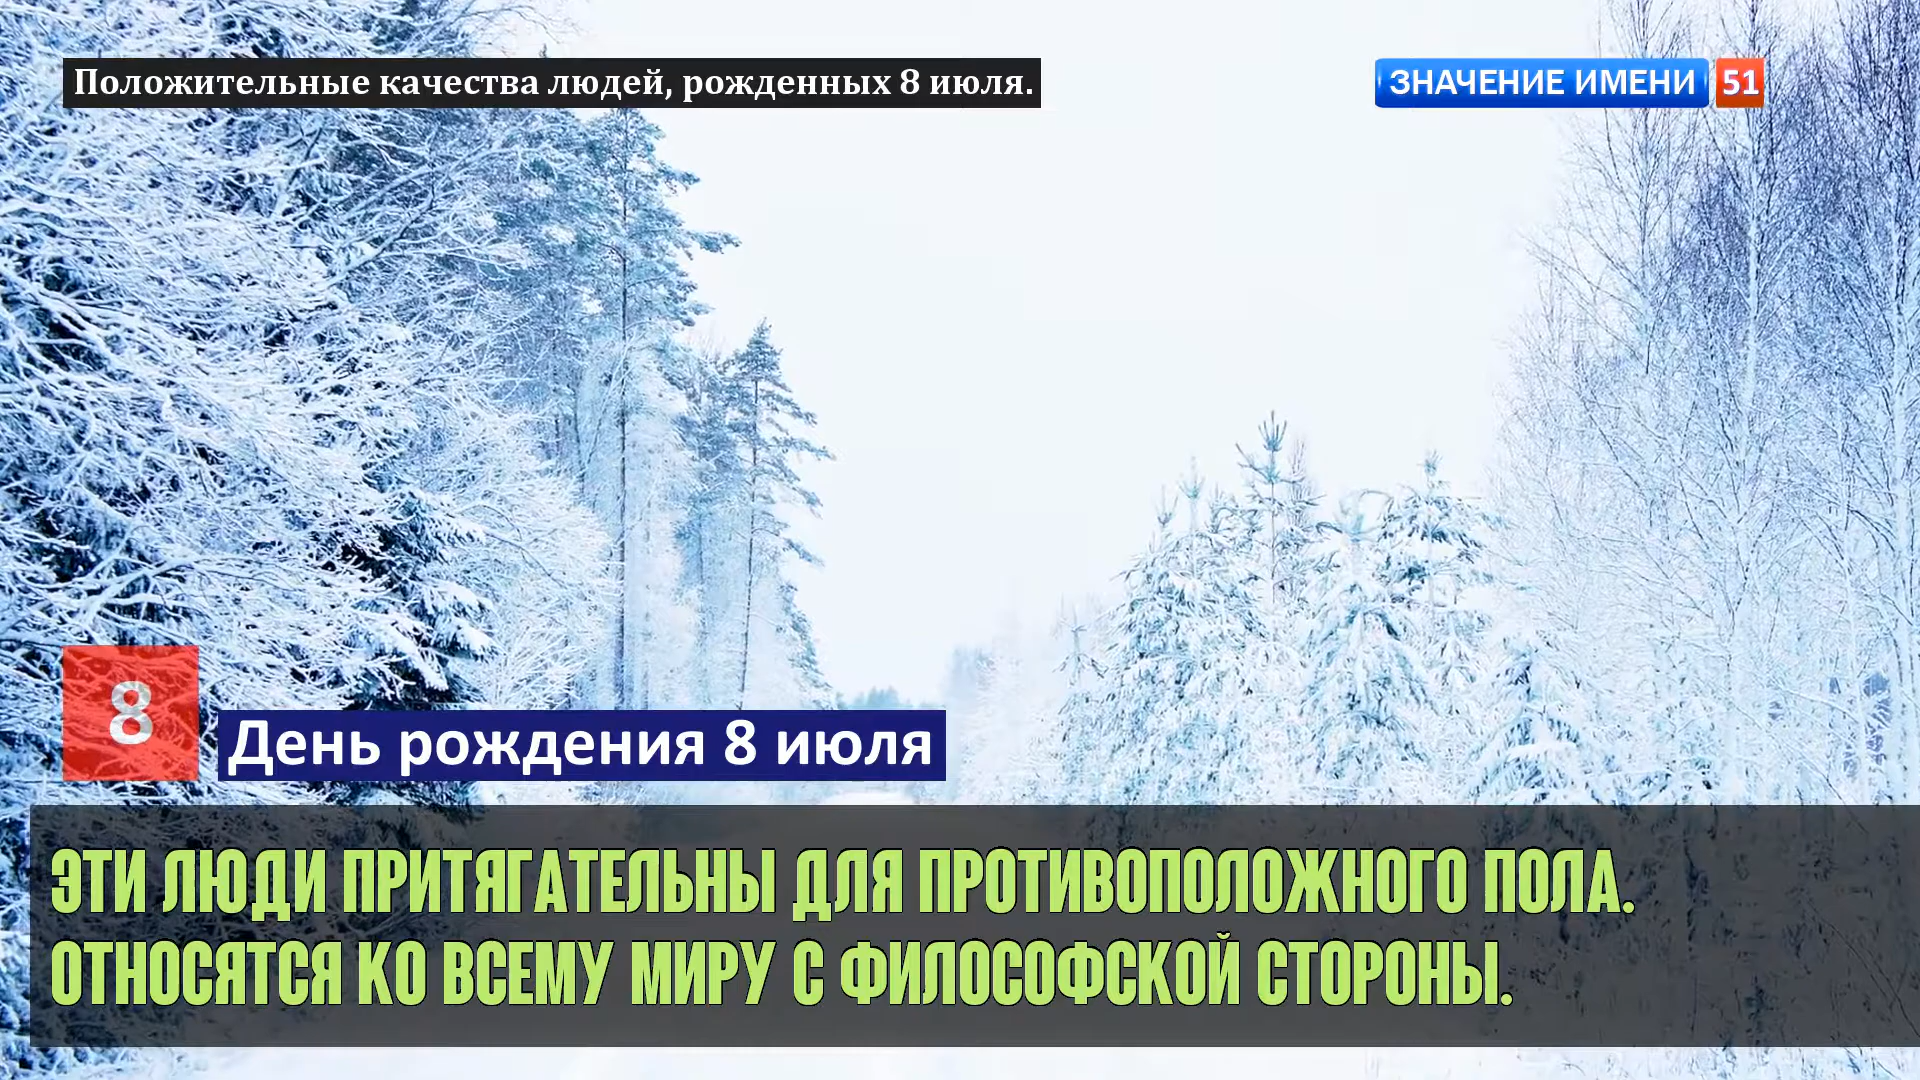 Положительные качества людей, рожденных 8 июля.
ЗНАЧЕНИЕ ИМЕНИ 51
8
День рождения 8 июля
ЭТИ ЛЮДИ ПРИТЯГАТЕЛЬНЫ ДЛЯ ПРОТИВОПОЛОЖНОГО ПОЛА.
ОТНОСЯТСЯ КО ВСЕМУ МИРУ С ФИЛОСОФСКОЙ СТОРОНЫ.